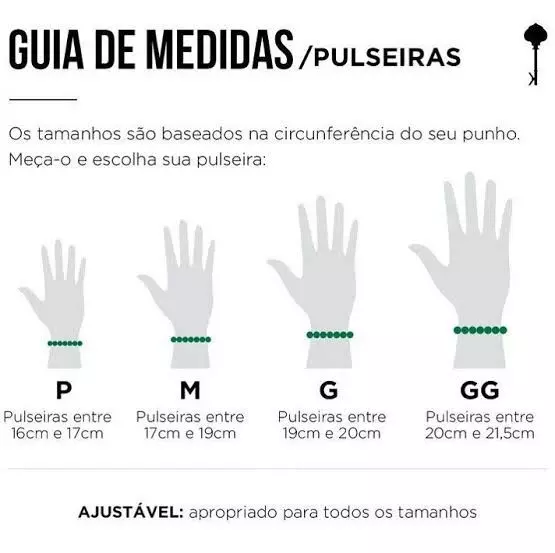 GUIA DE MEDIDAS /PULSEIRAS
Os tamanhos são baseados na circunferência do seu punho.
Meça-o e escolha sua pulseira:
P
Pulseiras entre
16cm e 17cm
M
Pulseiras entre
17cm e 19cm
G
Pulseiras entre
19cm e 20cm
GG
Pulseiras entre
20cm e 21,5cm
AJUSTÁVEL: apropriado para todos os tamanhos